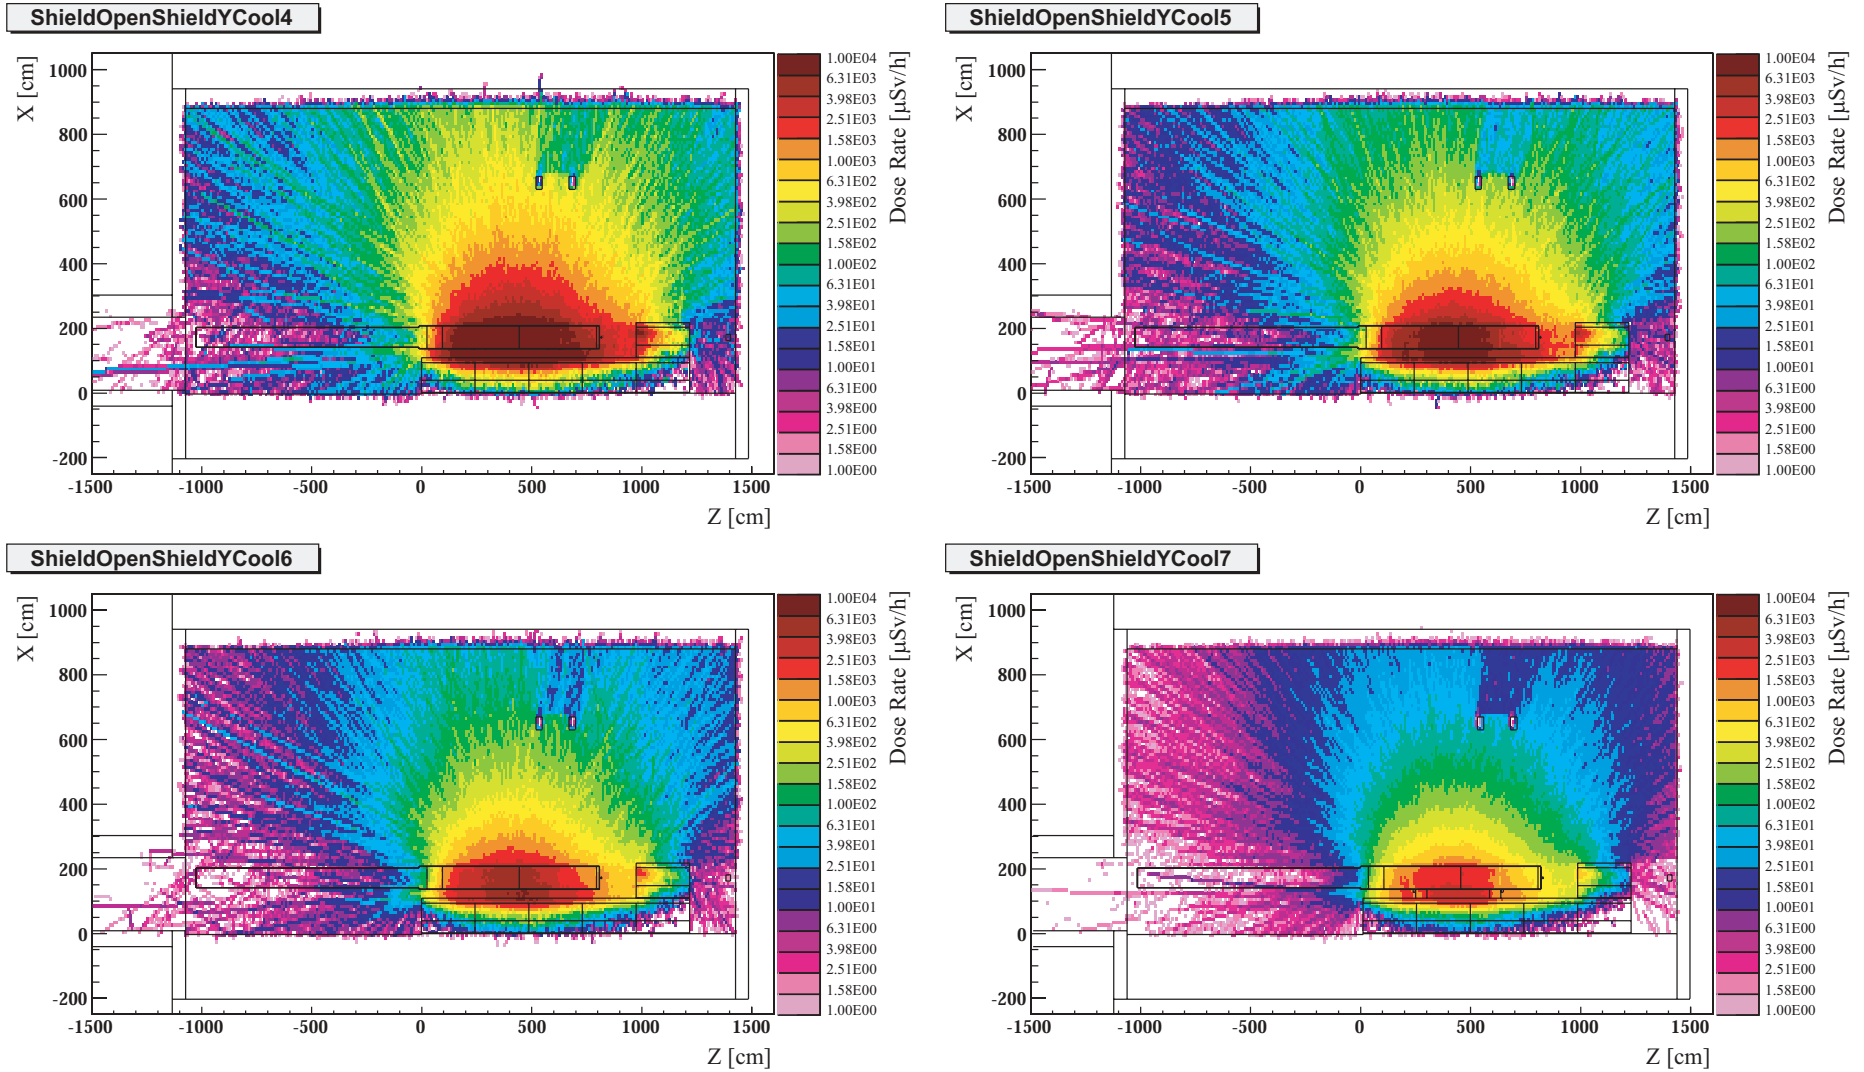 ShieldOpenShieldYCool4
X [cm]
1000
800
600
400
200
0
-200
-1500 -1000 -500 0 500 1000 1500
Z [cm]
1.00E04
6.31E03
3.98E03
2.51E03
1.58E03
1.00E03
6.31E02
3.98E02
2.51E02
1.58E02
1.00E02
6.31E01
3.98E01
2.51E01
1.58E01
1.00E01
6.31E00
3.98E00
2.51E00
1.58E00
1.00E00
Dose Rate [µSv/h]
ShieldOpenShieldYCool5
X [cm]
1000
800
600
400
200
0
-200
-1500 -1000 -500 0 500 1000 1500
Z [cm]
1.00E04
6.31E03
3.98E03
2.51E03
1.58E03
1.00E03
6.31E02
3.98E02
2.51E02
1.58E02
1.00E02
6.31E01
3.98E01
2.51E01
1.58E01
1.00E01
6.31E00
3.98E00
2.51E00
1.58E00
1.00E00
Dose Rate [µSv/h]
ShieldOpenShieldYCool6
X [cm]
1000
800
600
400
200
0
-200
-1500 -1000 -500 0 500 1000 1500
Z [cm]
1.00E04
6.31E03
3.98E03
2.51E03
1.58E03
1.00E03
6.31E02
3.98E02
2.51E02
1.58E02
1.00E02
6.31E01
3.98E01
2.51E01
1.58E01
1.00E01
6.31E00
3.98E00
2.51E00
1.58E00
1.00E00
Dose Rate [µSv/h]
ShieldOpenShieldYCool7
X [cm]
1000
800
600
400
200
0
-200
-1500 -1000 -500 0 500 1000 1500
Z [cm]
1.00E04
6.31E03
3.98E03
2.51E03
1.58E03
1.00E03
6.31E02
3.98E02
2.51E02
1.58E02
1.00E02
6.31E01
3.98E01
2.51E01
1.58E01
1.00E01
6.31E00
3.98E00
2.51E00
1.58E00
1.00E00
Dose Rate [µSv/h]